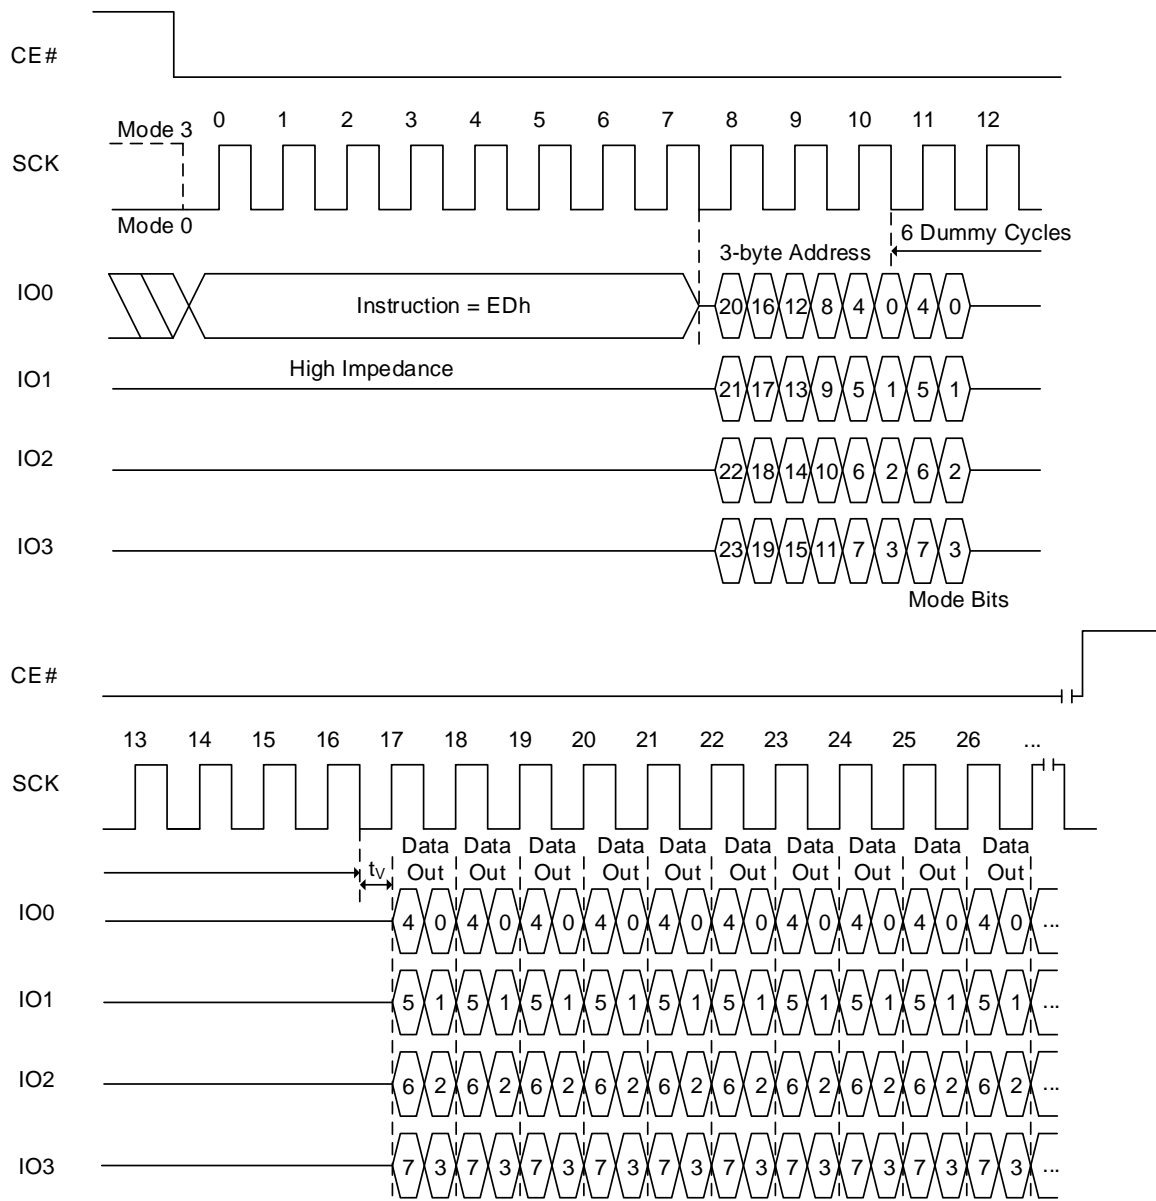 CE#
Mode 3
0 1 2 3 4 5 6 7 8 9 10 11 12
SCK
Mode 0
6 Dummy Cycles
3-byte Address
IO0 Instruction = EDh 20 16 12 8 4 0 4 0
High Impedance
IO1 21 17 13 9 5 1 5 1
IO2 22 18 14 10 6 2 6 2
IO3 23 19 15 11 7 3 7 3
Mode Bits
CE#
13 14 15 16 17 18 19 20 21 22 23 24 25 26 ...
SCK
Data Data Data Data Data Data Data Data Data Data
tV Out Out Out Out Out Out Out Out Out Out
IO0 4 0 4 0 4 0 4 0 4 0 4 0 4 0 4 0 4 0 4 0 ...
IO1 5 1 5 1 5 1 5 1 5 1 5 1 5 1 5 1 5 1 5 1 ...
IO2 6 2 6 2 6 2 6 2 6 2 6 2 6 2 6 2 6 2 6 2 ...
IO3 7 3 7 3 7 3 7 3 7 3 7 3 7 3 7 3 7 3 7 3 ...